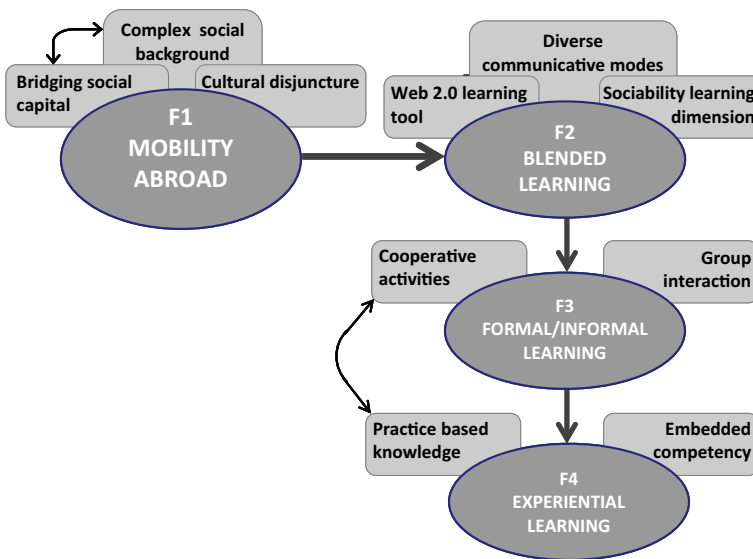 Complex social
background
Bridging social
capital
Cultural disjuncture
F1
MOBILITY
ABROAD
Diverse
communicative modes
Web 2.0 learning
tool
Sociability learning
dimension
F2
BLENDED
LEARNING
Cooperative
activities
Group
interaction
F3
FORMAL/INFORMAL
LEARNING
Practice based
knowledge
Embedded
competency
F4
EXPERIENTIAL
LEARNING